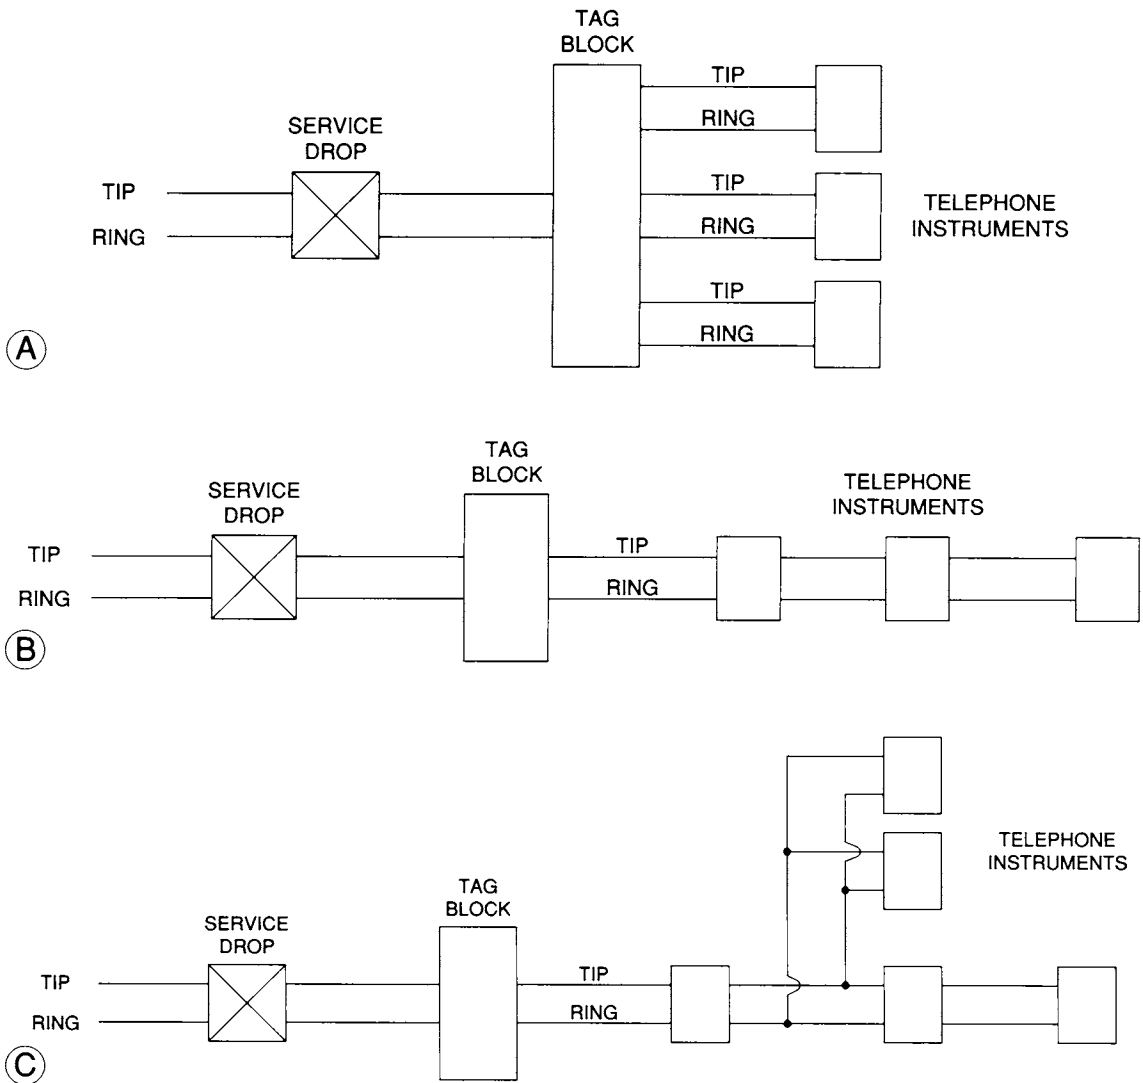 TAG
BLOCK
TIP
RING
SERVICE
DROP
TIP
RING
TIP
RING
TELEPHONE
INSTRUMENTS
TIP
RING
A
TAG
BLOCK
SERVICE
DROP
TELEPHONE
INSTRUMENTS
TIP
RING
TIP
RING
B
TELEPHONE
INSTRUMENTS
TAG
BLOCK
SERVICE
DROP
TIP
RING
TIP
RING
C